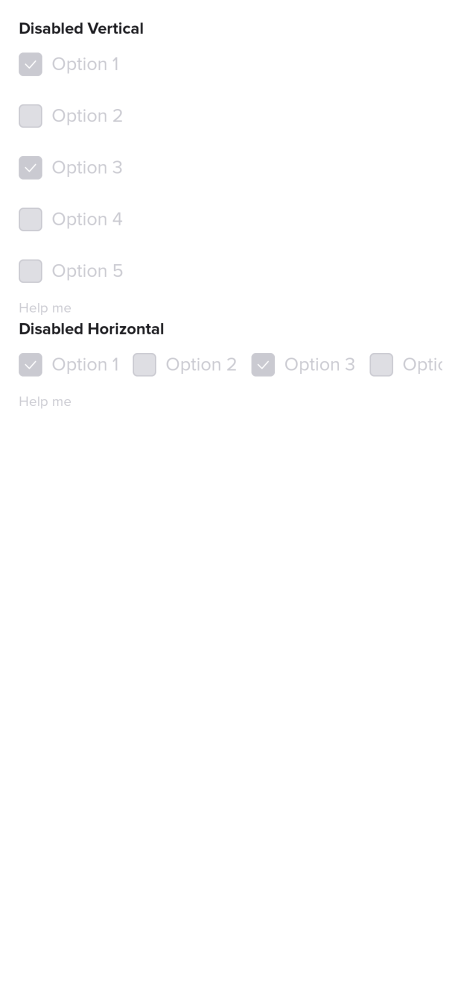 Disabled Vertical
Option 1
Option 2
Option 3
Option 4
Option 5
Help me
Disabled Horizontal
Option 1 Option 2 Option 3
Help me